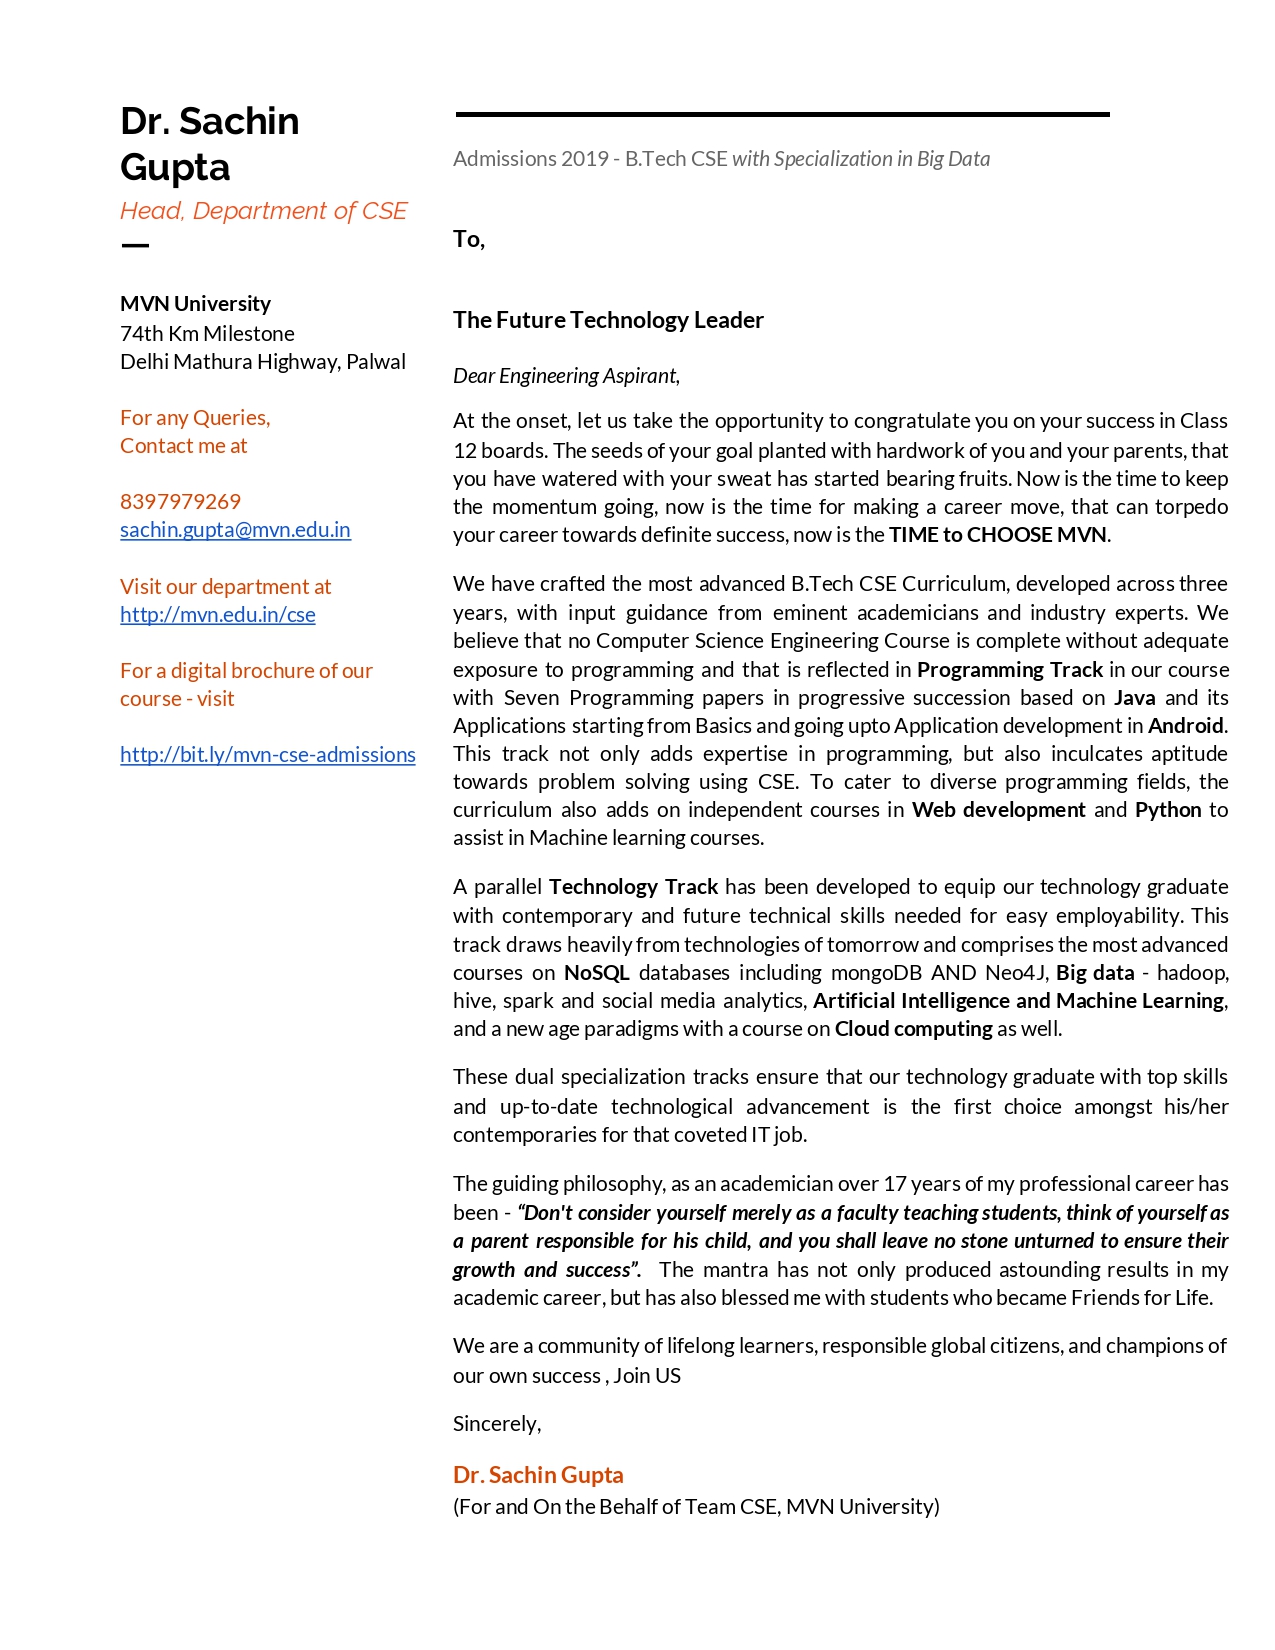 Dr. Sachin
Gupta
Head, Department of CSE
MVN University
74th Km Milestone
Delhi Mathura Highway, Palwal
For any Queries,
Contact me at
8397979269
sachin.gupta@mvn.edu.in
Visit our department at
http://mvn.edu.in/cse
For a digital brochure of our
course - visit
http://bit.ly/mvn-cse-admissions
Admissions 2019 - B.Tech CSE with Specialization in Big Data
To,
The Future Technology Leader
Dear Engineering Aspirant,
At the onset, let us take the opportunity to congratulate you on your success in Class
12 boards. The seeds of your goal planted with hardwork of you and your parents, that
you have watered with your sweat has started bearing fruits. Now is the time to keep
the momentum going, now is the time for making a career move, that can torpedo
your career towards definite success, now is the TIME to CHOOSE MVN.
We have crafted the most advanced B.Tech CSE Curriculum, developed across three
years, with input guidance from eminent academicians and industry experts. We
believe that no Computer Science Engineering Course is complete without adequate
exposure to programming and that is reflected in Programming Track in our course
with Seven Programming papers in progressive succession based on Java and its
Applications starting from Basics and going upto Application development in Android.
This track not only adds expertise in programming, but also inculcates aptitude
towards problem solving using CSE. To cater to diverse programming fields, the
curriculum also adds on independent courses in Web development and Python to
assist in Machine learning courses.
A parallel Technology Track has been developed to equip our technology graduate
with contemporary and future technical skills needed for easy employability. This
track draws heavily from technologies of tomorrow and comprises the most advanced
courses on NoSQL databases including mongoDB AND Neo4J, Big data - hadoop,
hive, spark and social media analytics, Artificial Intelligence and Machine Learning,
and a new age paradigms with a course on Cloud computing as well.
These dual specialization tracks ensure that our technology graduate with top skills
and up-to-date technological advancement is the first choice amongst his/her
contemporaries for that coveted IT job.
The guiding philosophy, as an academician over 17 years of my professional career has
been - “Don't consider yourself merely as a faculty teaching students, think of yourself as
a parent responsible for his child, and you shall leave no stone unturned to ensure their
growth and success”. The mantra has not only produced astounding results in my
academic career, but has also blessed me with students who became Friends for Life.
We are a community of lifelong learners, responsible global citizens, and champions of
our own success , Join US
Sincerely,
Dr. Sachin Gupta
(For and On the Behalf of Team CSE, MVN University)